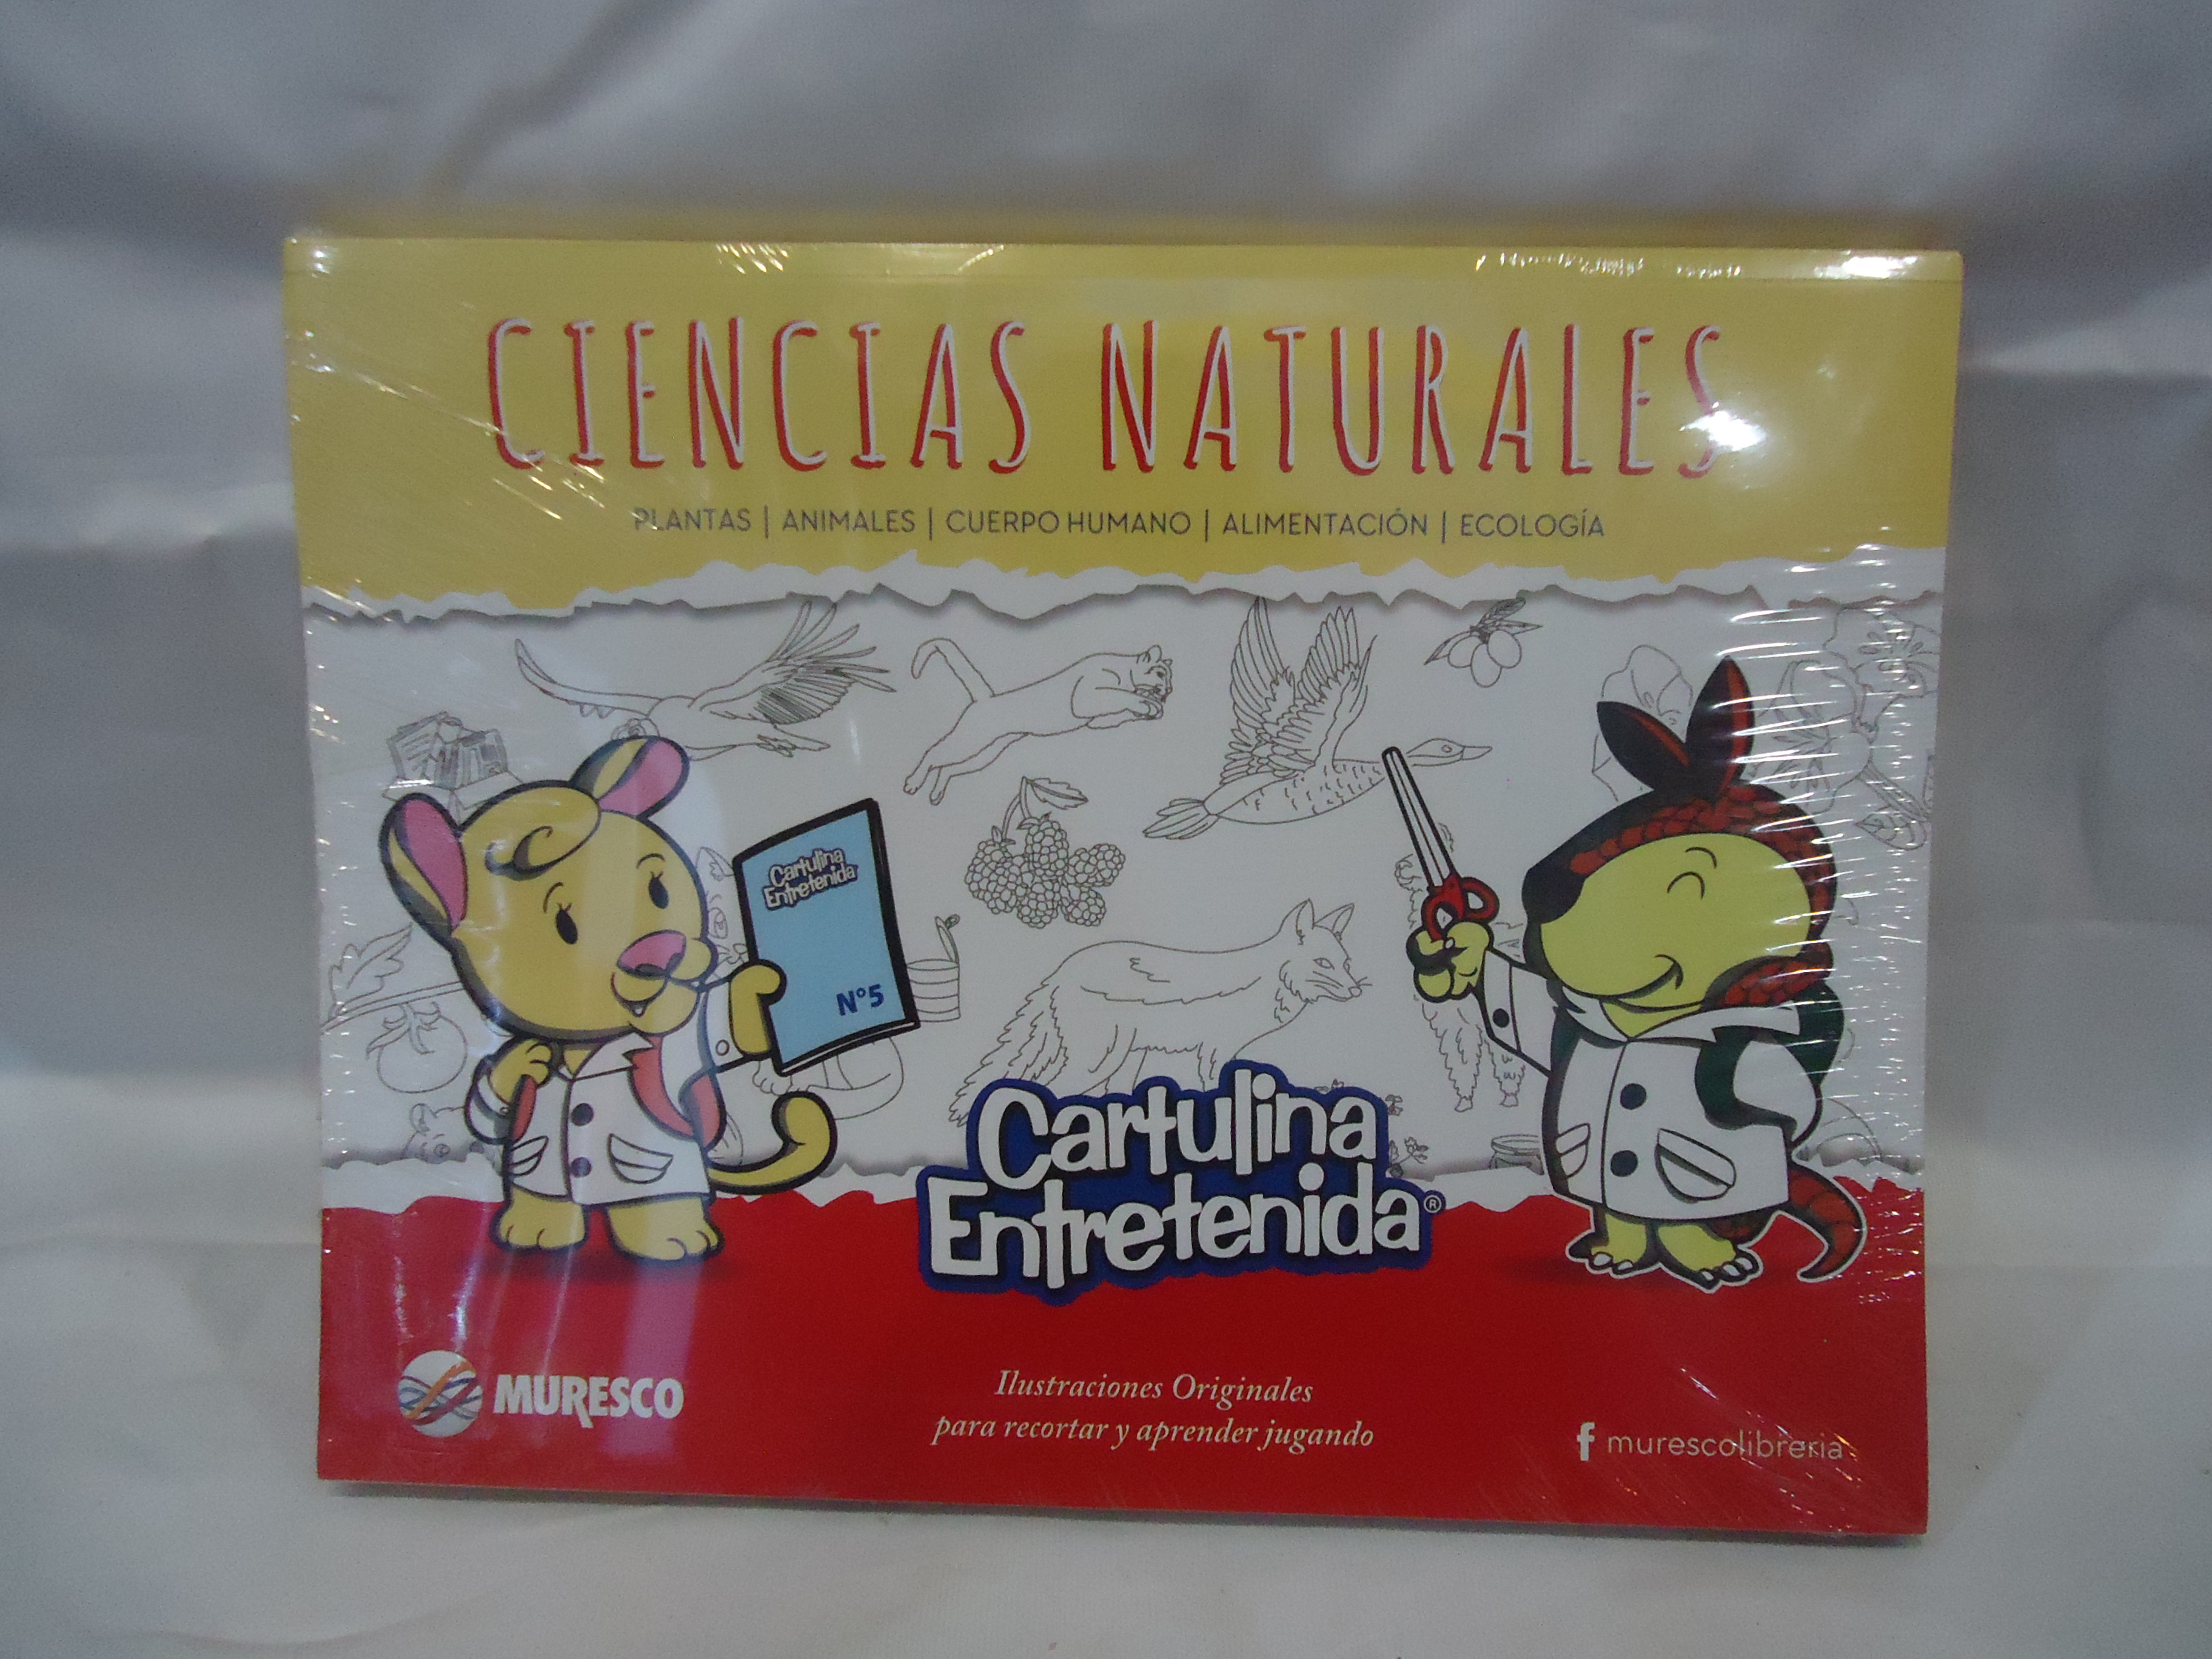 CIENCIAS NATURALES
PLANTAS | ANIMALES | CUERPO HUMANO | ALIMENTACIÓN | ECOLOGÍA
Cartulina
Entretenida
N°5
Cartulina
Entretenida®
MURESCO
Ilustraciones Originales
para recortar y aprender jugando
f murescolibreria